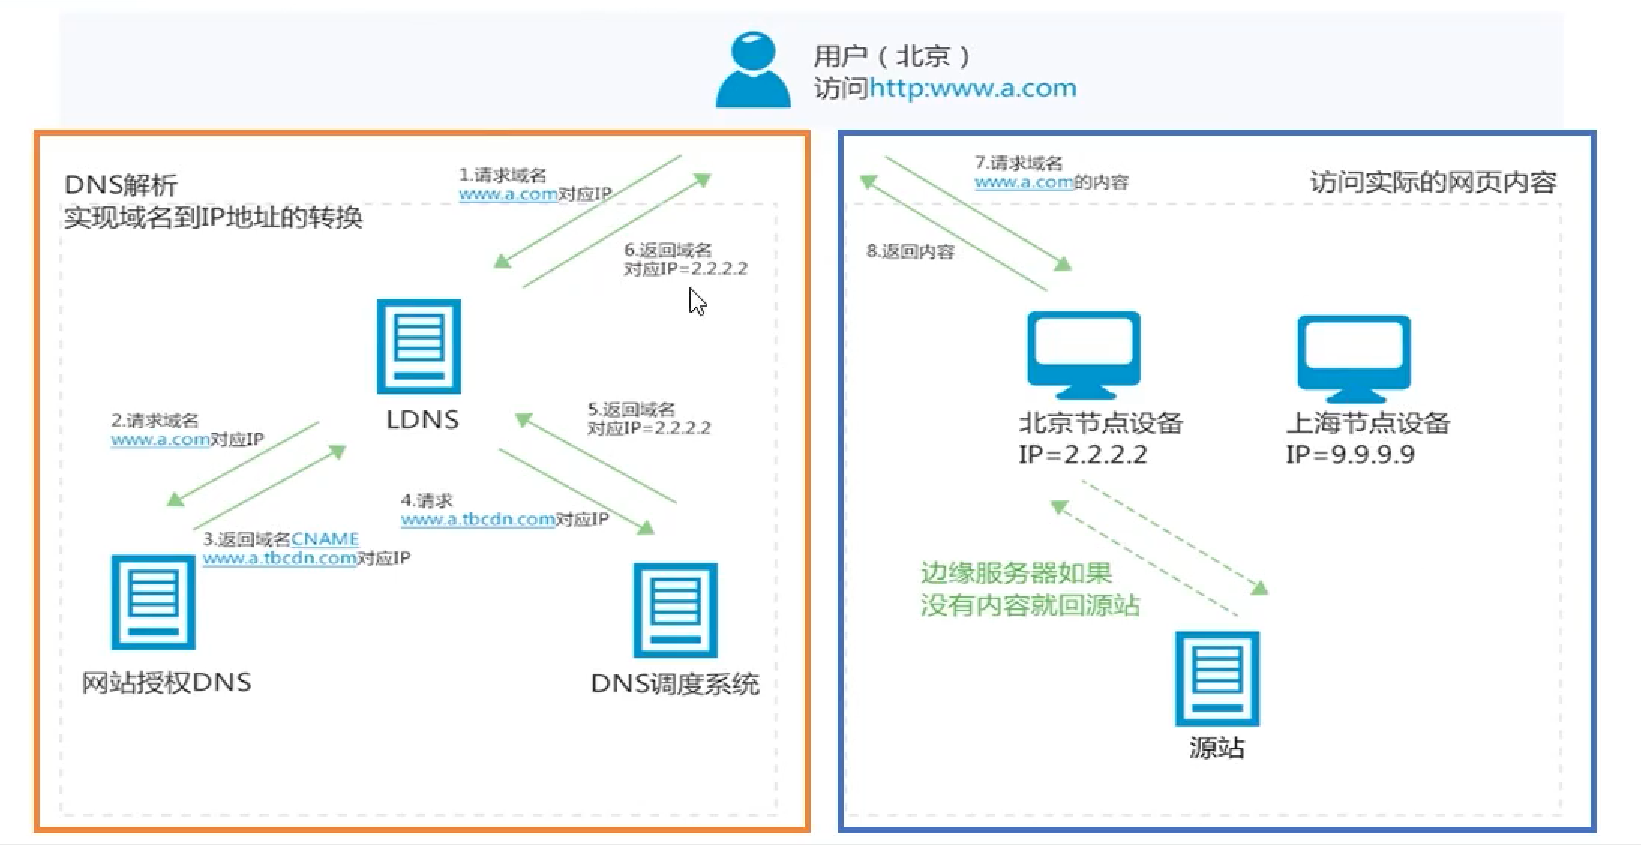 用户（北京）
访问http:www.a.com
DNS解析
实现域名到IP地址的转换
1.请求域名
www.a.com对应IP
6.返回域名
对应IP=2.2.2.2
LDNS
2.请求域名
www.a.com对应IP
5.返回域名
对应IP=2.2.2.2
4.请求
www.a.tbcdn.com对应IP
3.返回域名CNAME
www.a.tbcdn.com对应IP
网站授权DNS
DNS调度系统
7.请求域名
www.a.com的内容
访问实际的网页内容
8.返回内容
北京节点设备
IP=2.2.2.2
上海节点设备
IP=9.9.9.9
边缘服务器如果
没有内容就回源站
源站